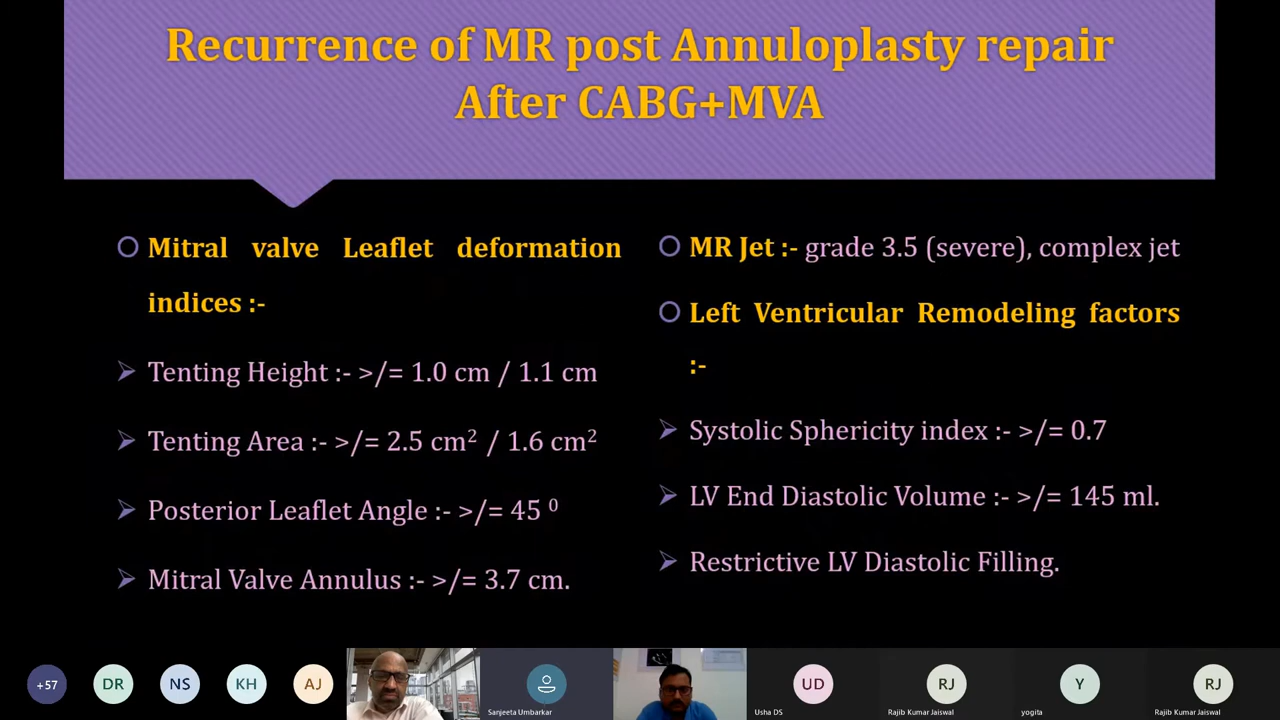 Recurrence of MR post Annuloplasty repair
After CABG+MVA
Mitral valve Leaflet deformation
indices :-
Tenting Height :- >/= 1.0 cm / 1.1 cm
Tenting Area :- >/= 2.5 cm² / 1.6 cm²
Posterior Leaflet Angle :- >/= 45 ⁰
Mitral Valve Annulus :- >/= 3.7 cm.
MR Jet :- grade 3.5 (severe), complex jet
Left Ventricular Remodeling factors
:-
Systolic Sphericity index :- >/= 0.7
LV End Diastolic Volume :- >/= 145 ml.
Restrictive LV Diastolic Filling.
+57
DR
NS
KH
AJ
Sanjeeta Umbarkar
UD
Usha DS
RJ
Rajib Kumar Jaiswal
Y
yogita
RJ
Rajib Kumar Jaiswal